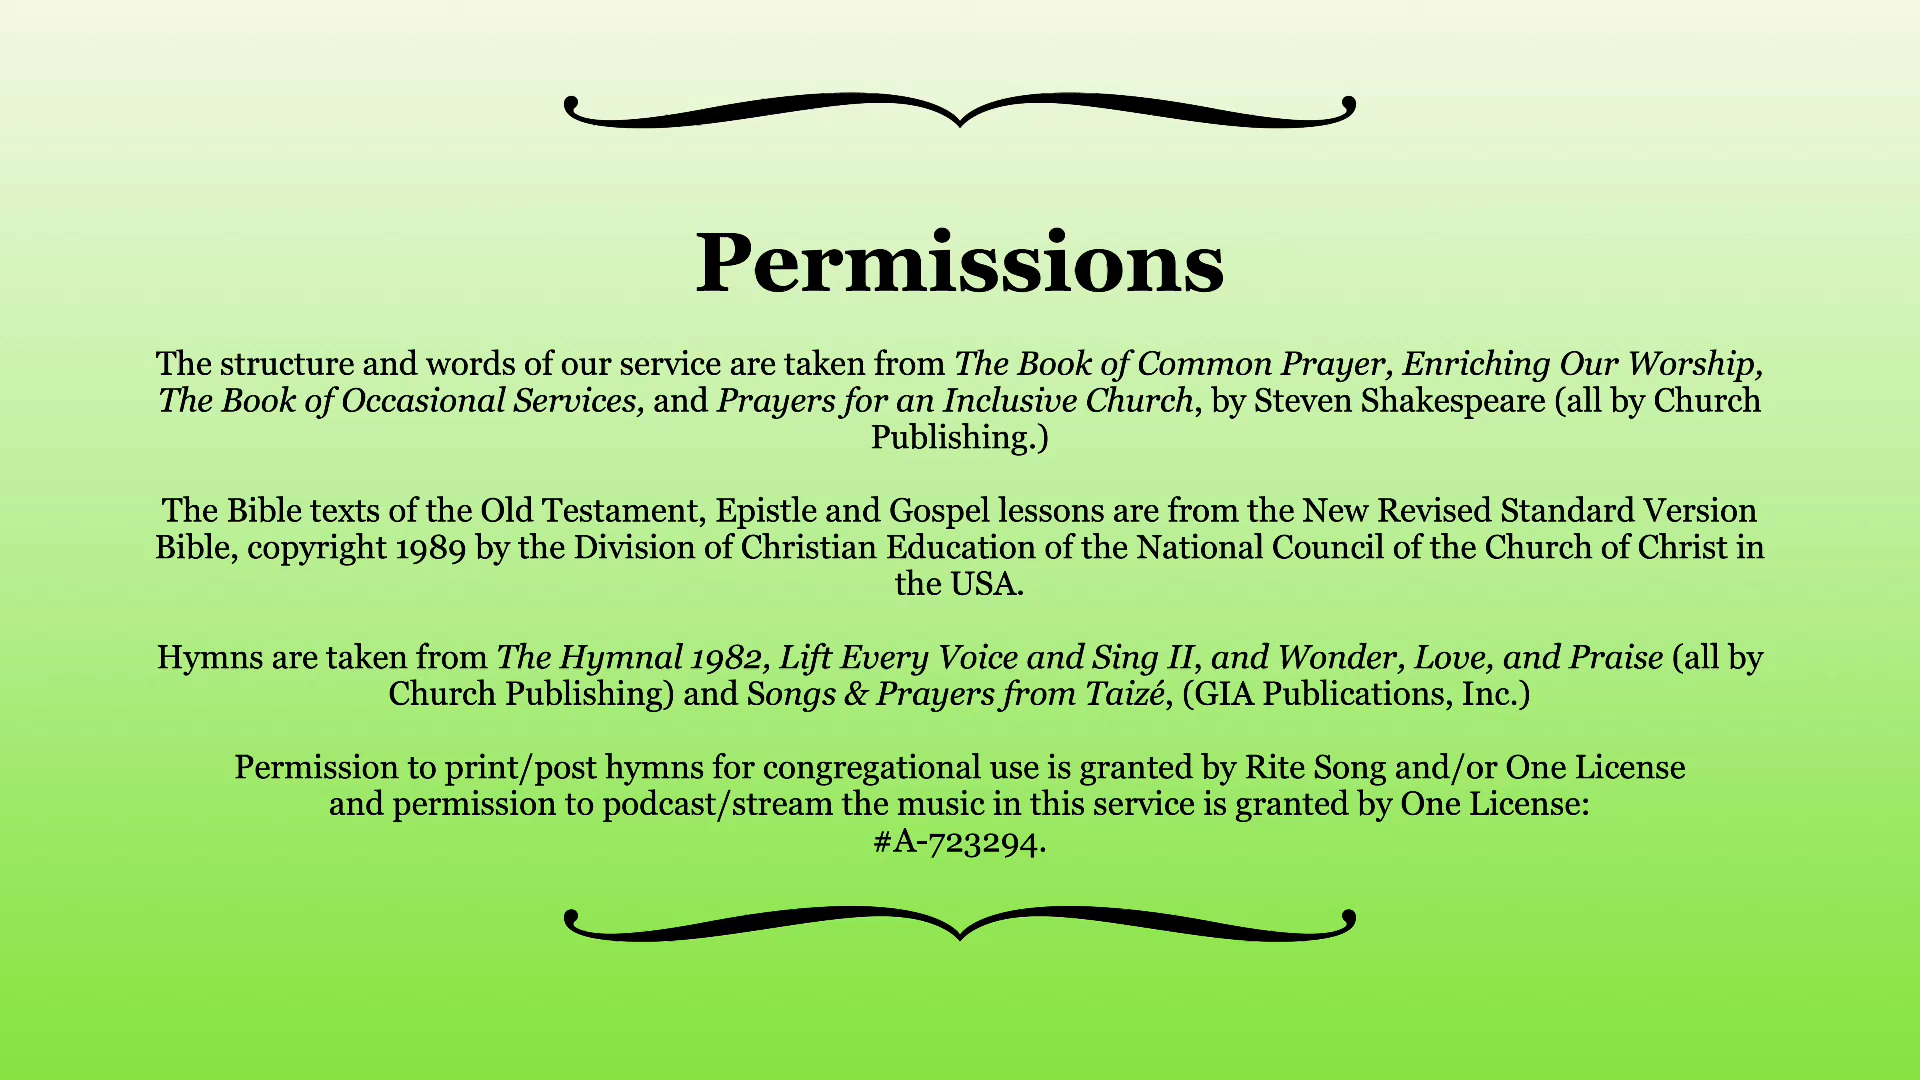 Permissions
The structure and words of our service are taken from The Book of Common Prayer, Enriching Our Worship,
The Book of Occasional Services, and Prayers for an Inclusive Church, by Steven Shakespeare (all by Church
Publishing.)
The Bible texts of the Old Testament, Epistle and Gospel lessons are from the New Revised Standard Version
Bible, copyright 1989 by the Division of Christian Education of the National Council of the Church of Christ in
the USA.
Hymns are taken from The Hymnal 1982, Lift Every Voice and Sing II, and Wonder, Love, and Praise (all by
Church Publishing) and Songs & Prayers from Taizé, (GIA Publications, Inc.)
Permission to print/post hymns for congregational use is granted by Rite Song and/or One License
and permission to podcast/stream the music in this service is granted by One License:
#A-723294.